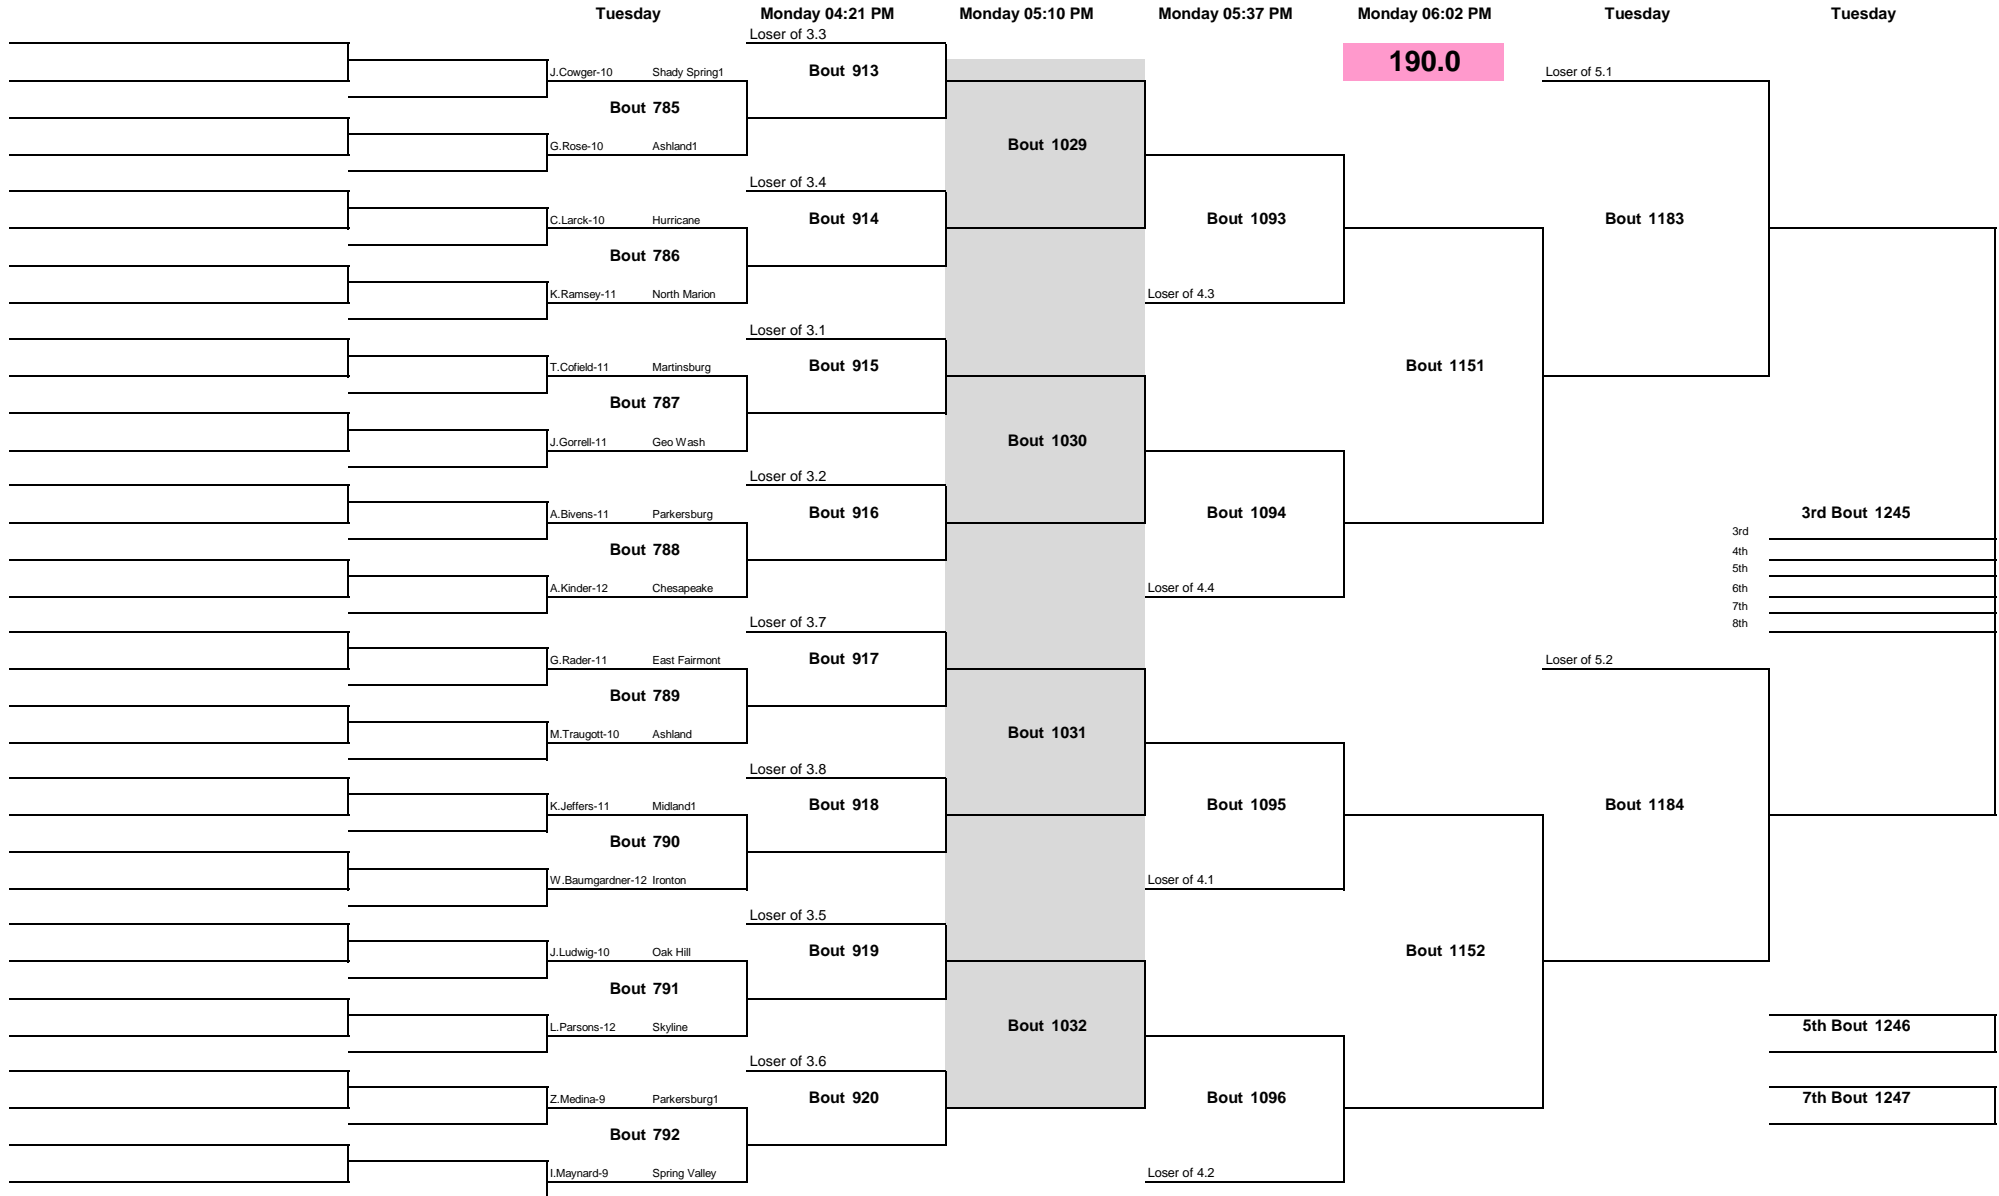 Tuesday Monday 04:21 PM Monday 05:10 PM Monday 05:37 PM Monday 06:02 PM Tuesday Tuesday
Loser of 3.3
190.0
J.Cowger-10 Shady Spring1 Bout 913 Loser of 5.1
Bout 785
G.Rose-10 Ashland1 Bout 1029
Loser of 3.4
C.Larck-10 Hurricane Bout 914 Bout 1093 Bout 1183
Bout 786
K.Ramsey-11 North Marion Loser of 4.3
Loser of 3.1
T.Cofield-11 Martinsburg Bout 915 Bout 1151
Bout 787
J.Gorrell-11 Geo Wash Bout 1030
Loser of 3.2
A.Bivens-11 Parkersburg Bout 916 Bout 1094 3rd Bout 1245
3rd
Bout 788 4th
5th
A.Kinder-12 Chesapeake Loser of 4.4 6th
7th
Loser of 3.7 8th
G.Rader-11 East Fairmont Bout 917 Loser of 5.2
Bout 789
M.Traugott-10 Ashland Bout 1031
Loser of 3.8
K.Jeffers-11 Midland1 Bout 918 Bout 1095 Bout 1184
Bout 790
W.Baumgardner-12 Ironton Loser of 4.1
Loser of 3.5
J.Ludwig-10 Oak Hill Bout 919 Bout 1152
Bout 791
L.Parsons-12 Skyline Bout 1032 5th Bout 1246
Loser of 3.6
Z.Medina-9 Parkersburg1 Bout 920 Bout 1096 7th Bout 1247
Bout 792
I.Maynard-9 Spring Valley Loser of 4.2